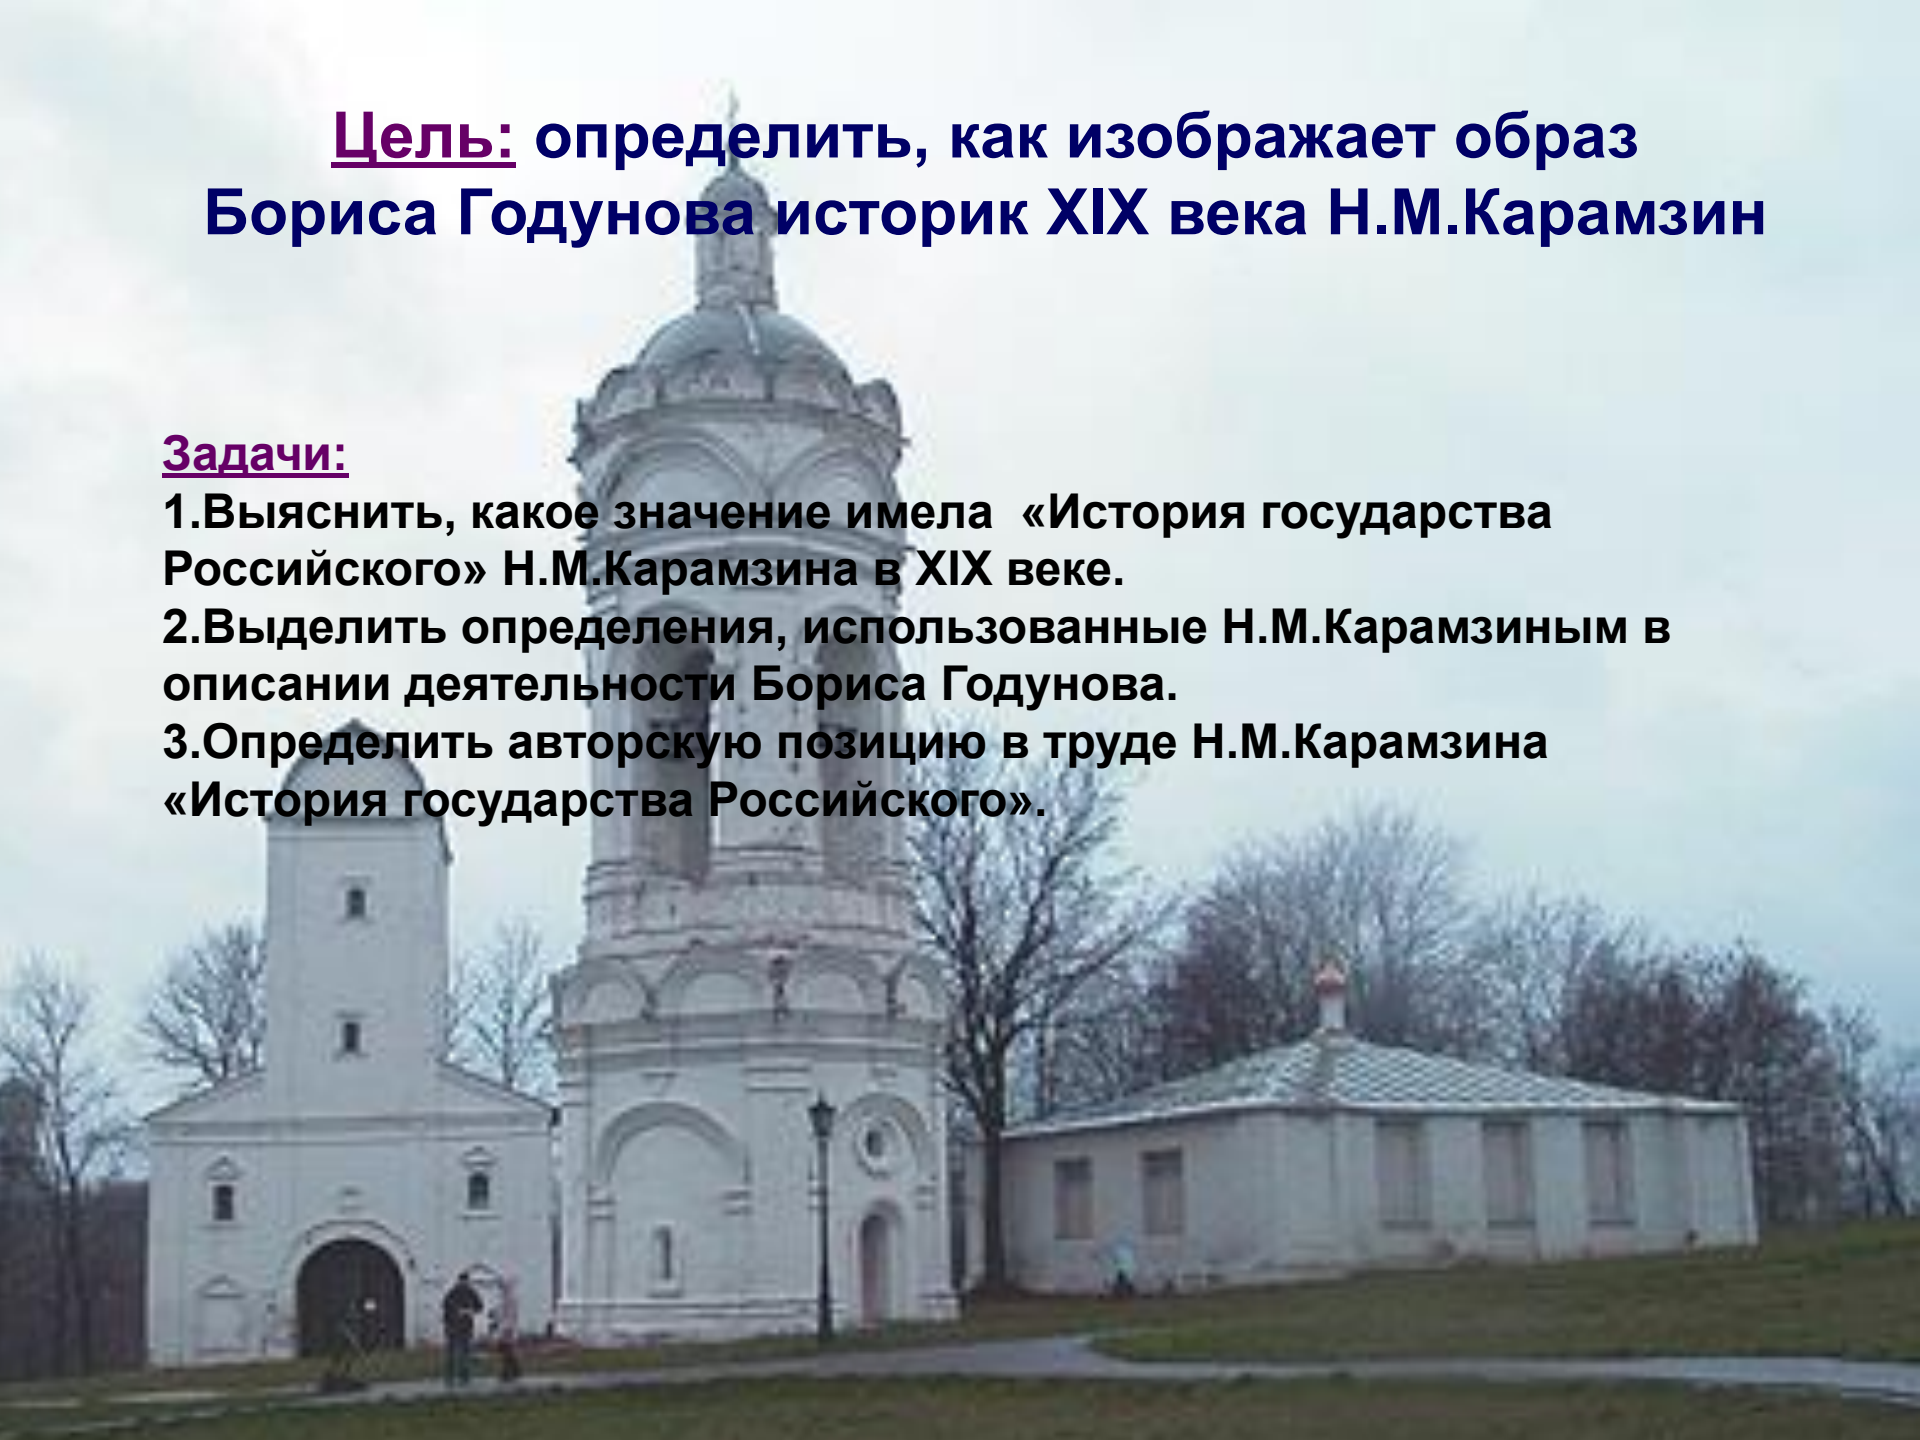 Цель: определить, как изображает образ
Бориса Годунова историк XIX века Н.М.Карамзин
Задачи:
1.Выяснить, какое значение имела  «История государства
Российского» Н.М.Карамзина в XIX веке.
2.Выделить определения, использованные Н.М.Карамзиным в
описании деятельности Бориса Годунова.
3.Определить авторскую позицию в труде Н.М.Карамзина
«История государства Российского».